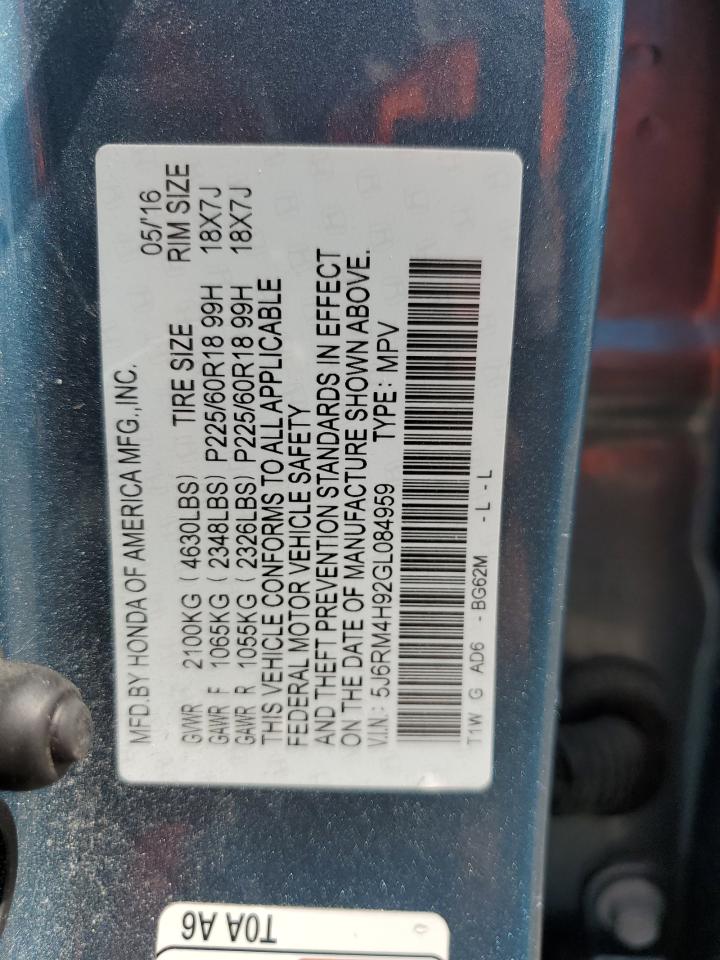 MFD.BY HONDA OF AMERICA MFG.,INC. 05/'16
GVWR 2100KG ( 4630LBS) TIRE SIZE RIM SIZE
GAWR F 1065KG ( 2348LBS) P225/60R18 99H 18X7J
GAWR R 1055KG ( 2326LBS) P225/60R18 99H 18X7J
THIS VEHICLE CONFORMS TO ALL APPLICABLE
FEDERAL MOTOR VEHICLE SAFETY
AND THEFT PREVENTION STANDARDS IN EFFECT
ON THE DATE OF MANUFACTURE SHOWN ABOVE.
V.I.N.: 5J6RM4H92GL084959 TYPE: MPV
T1W G AD6 - BG62M - L - L
T0A A6